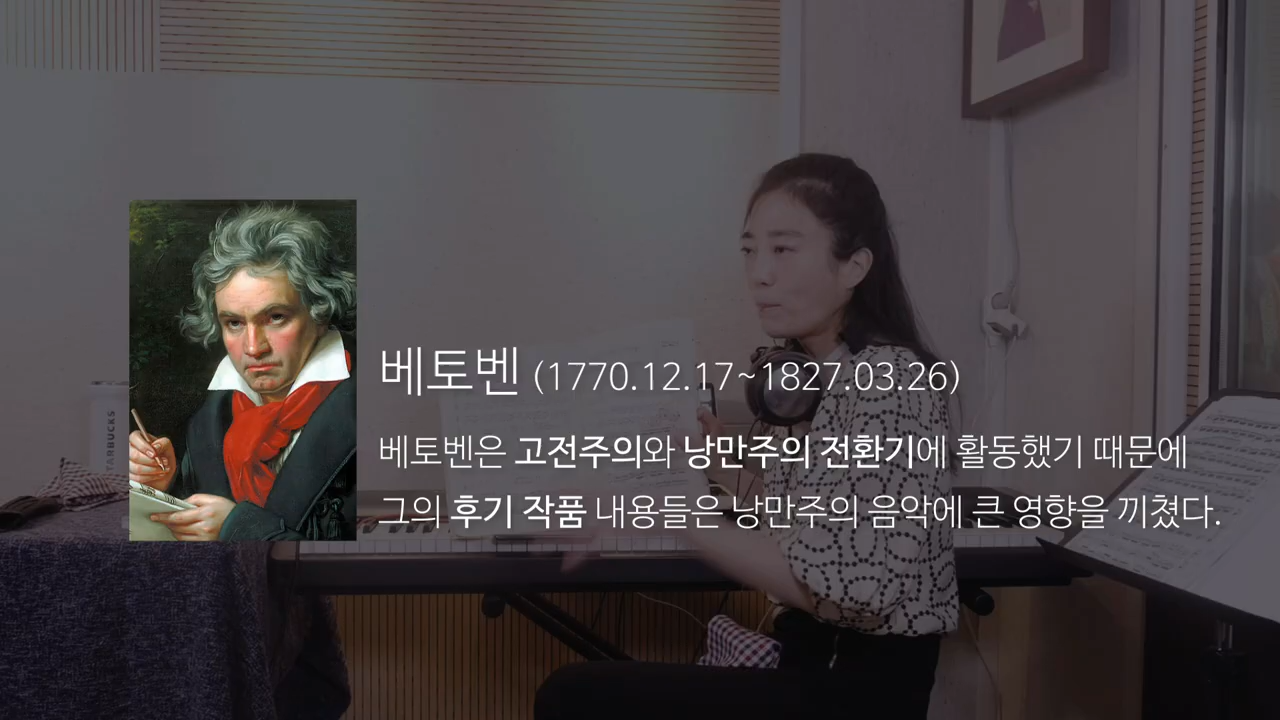 베토벤 (1770.12.17~1827.03.26)
베토벤은 고전주의와 낭만주의 전환기에 활동했기 때문에
그의 후기 작품 내용들은 낭만주의 음악에 큰 영향을 끼쳤다.
STARBUCKS